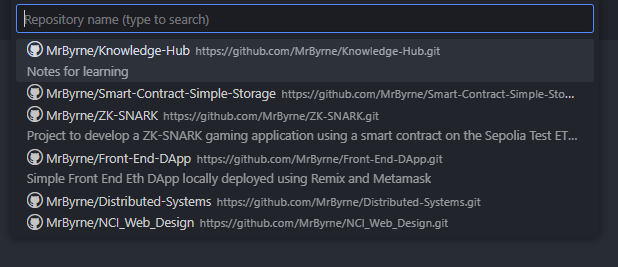 Repository name (type to search)
MrByrne/Knowledge-Hub https://github.com/MrByrne/Knowledge-Hub.git
Notes for learning
MrByrne/Smart-Contract-Simple-Storage https://github.com/MrByrne/Smart-Contract-Simple-Sto...
MrByrne/ZK-SNARK https://github.com/MrByrne/ZK-SNARK.git
Project to develop a ZK-SNARK gaming application using a smart contract on the Sepolia Test ET...
MrByrne/Front-End-DApp https://github.com/MrByrne/Front-End-DApp.git
Simple Front End Eth DApp locally deployed using Remix and Metamask
MrByrne/Distributed-Systems https://github.com/MrByrne/Distributed-Systems.git
MrByrne/NCI_Web_Design https://github.com/MrByrne/NCI_Web_Design.git